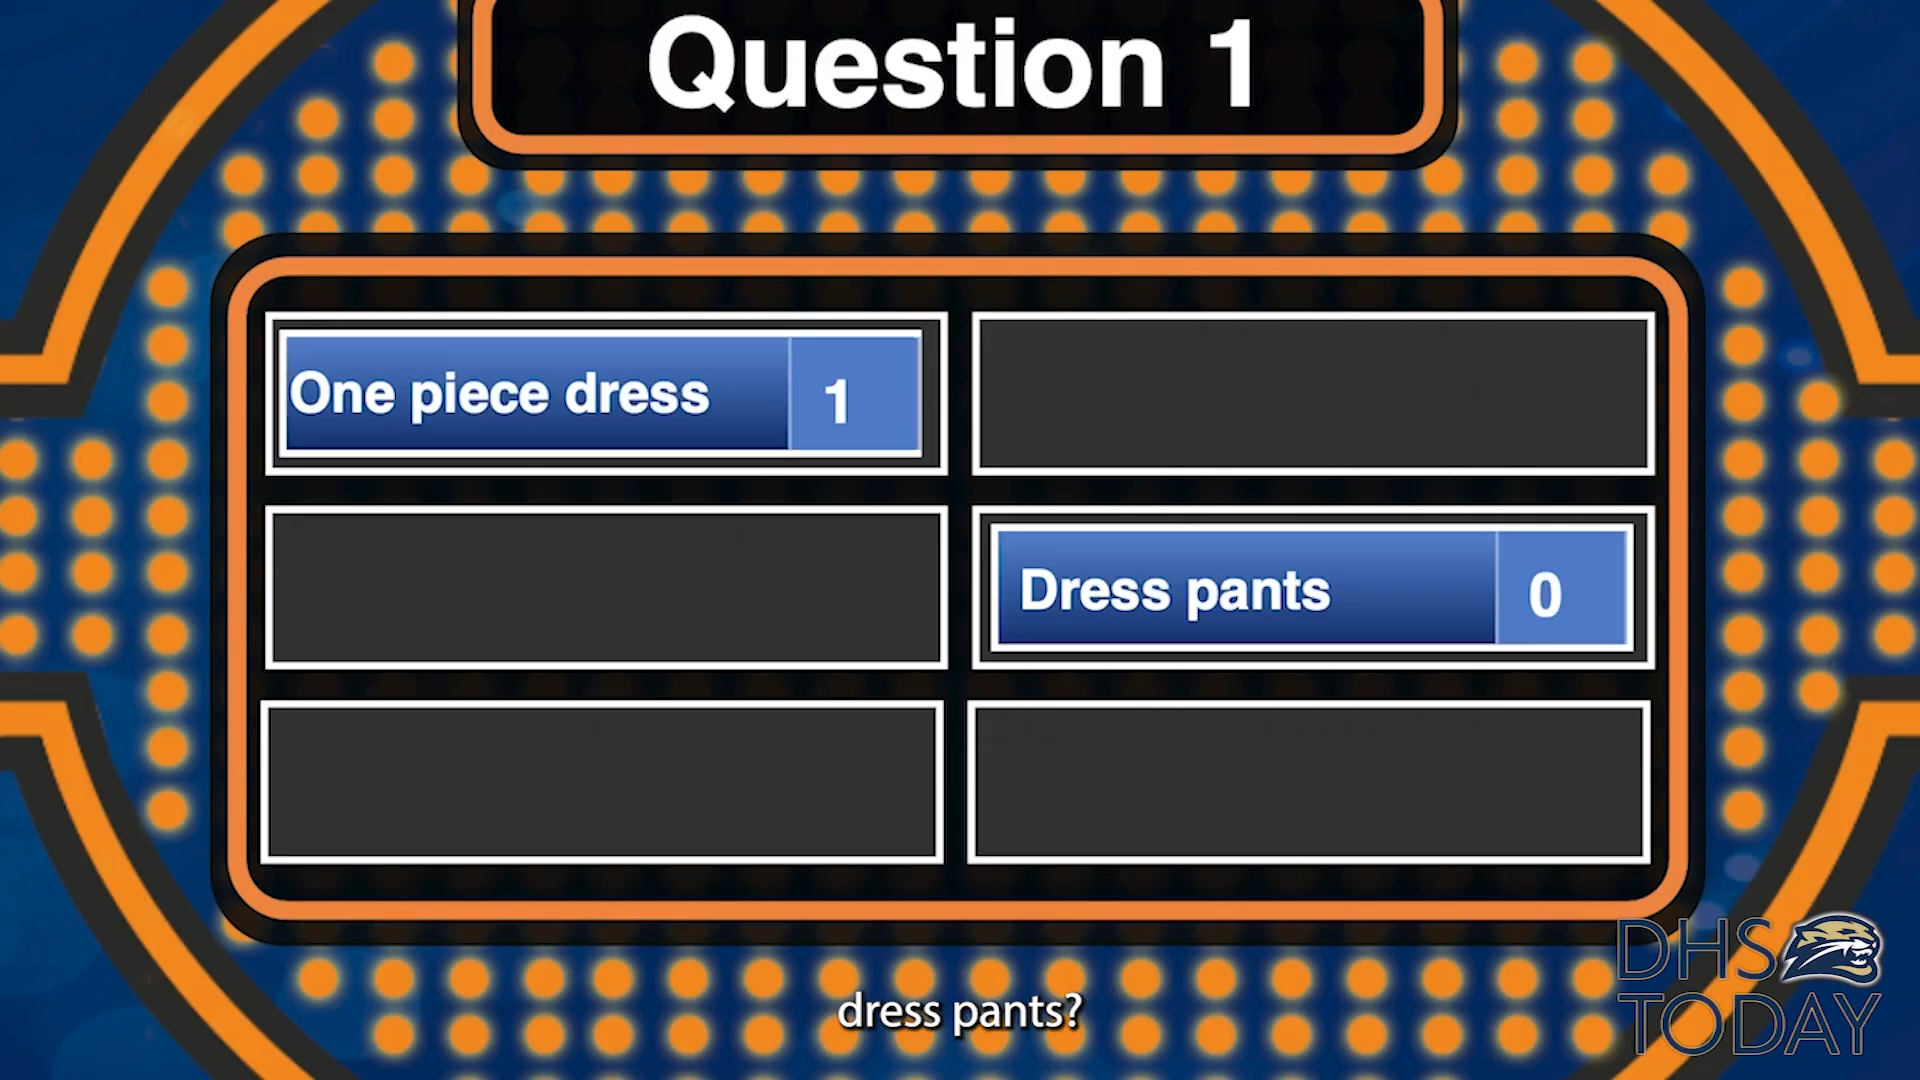 Question 1
One piece dress 1
Dress pants 0
dress pants?
DHS
TODAY